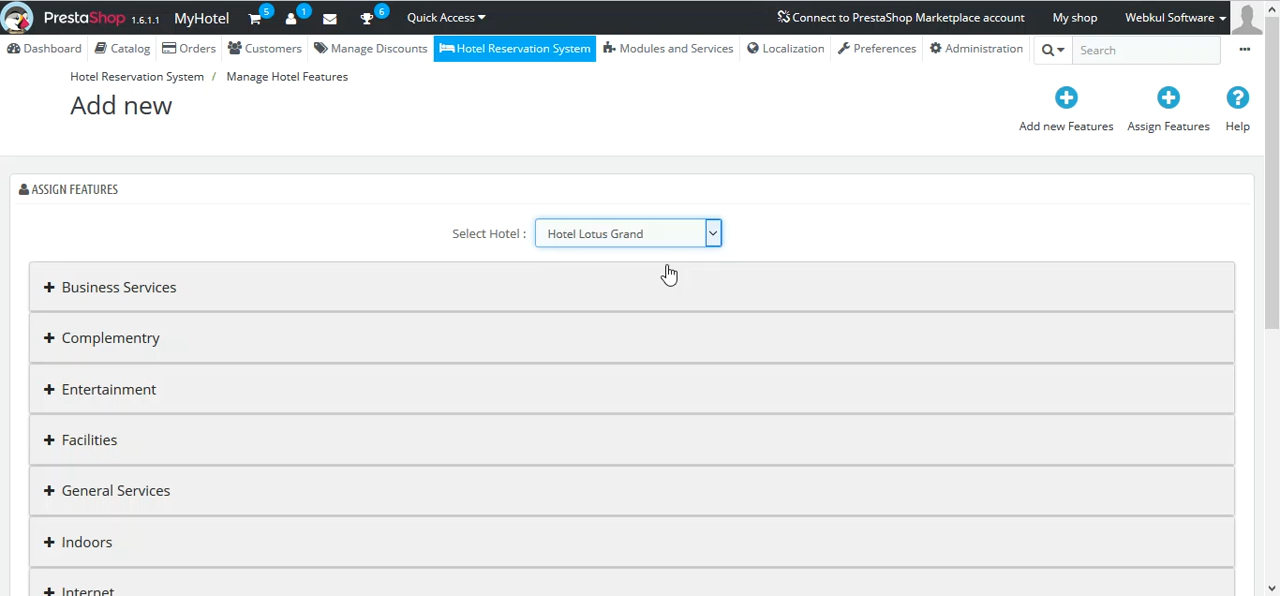 PrestaShop 1.6.1.1 MyHotel 5 1 6 Quick Access Connect to PrestaShop Marketplace account My shop Webkul Software
Dashboard Catalog Orders Customers Manage Discounts Hotel Reservation System Modules and Services Localization Preferences Administration Search
Hotel Reservation System / Manage Hotel Features
Add new
Add new Features Assign Features Help
ASSIGN FEATURES
Select Hotel : Hotel Lotus Grand
Business Services
Complementry
Entertainment
Facilities
General Services
Indoors
Internet